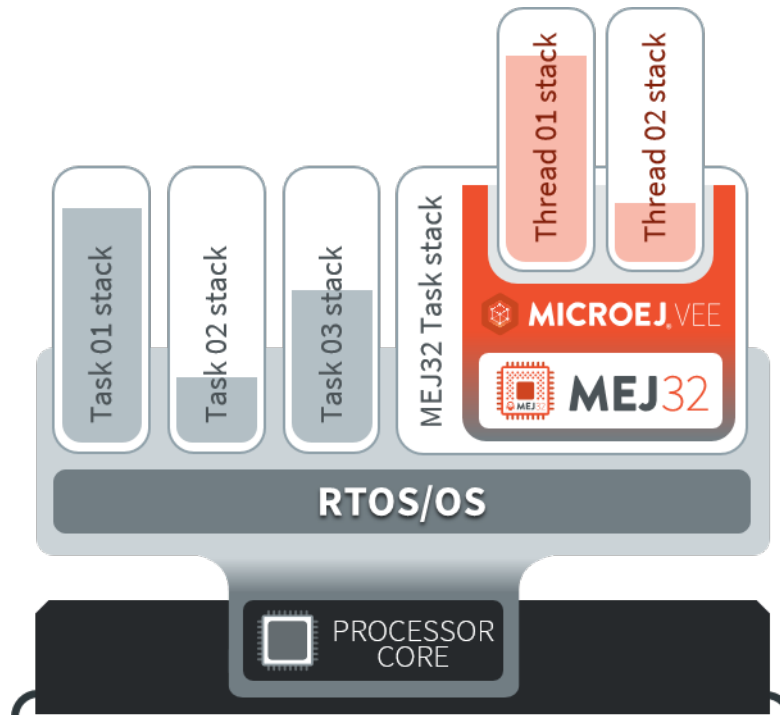 Thread 01 stack
Thread 02 stack
Task 01 stack
Task 02 stack
Task 03 stack
MEJ32 Task stack
MICROEJ. VEE
MEJ32
MEJ32
RTOS/OS
PROCESSOR
CORE